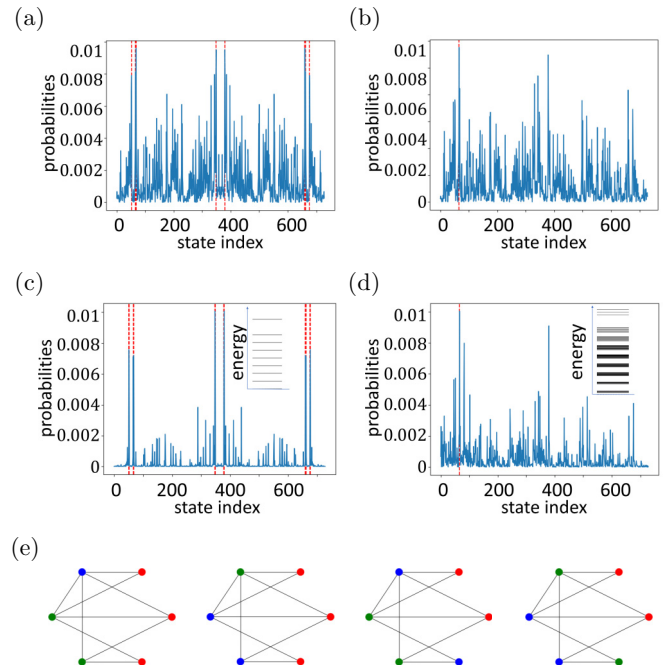 (a)
(b)
probabilities
0.01
0.008
0.006
0.004
0.002
0
0
200
400
600
state index
probabilities
0.01
0.008
0.006
0.004
0.002
0
0
200
400
600
state index
(c)
(d)
probabilities
0.01
0.008
0.006
0.004
0.002
0
0
200
400
600
state index
energy
probabilities
0.01
0.008
0.006
0.004
0.002
0
0
200
400
600
state index
energy
(e)